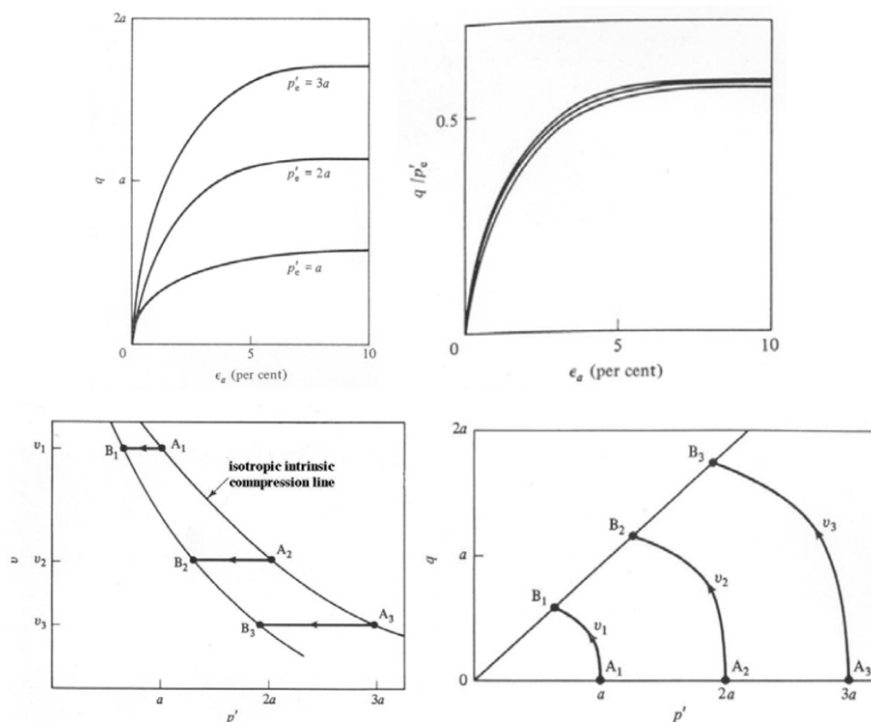 2a
q
a
0
p′e = 3a
p′e = 2a
p′e = a
5
10
ϵa (per cent)
q/p′e
0.5
0
5
10
ϵa (per cent)
v
v1
v2
v3
B1
A1
isotropic intrinsic
comnpression line
B2
A2
B3
A3
a
2a
3a
p′
2a
q
a
0
B3
B2
B1
v3
v2
v1
A1
A2
A3
a
2a
3a
p′